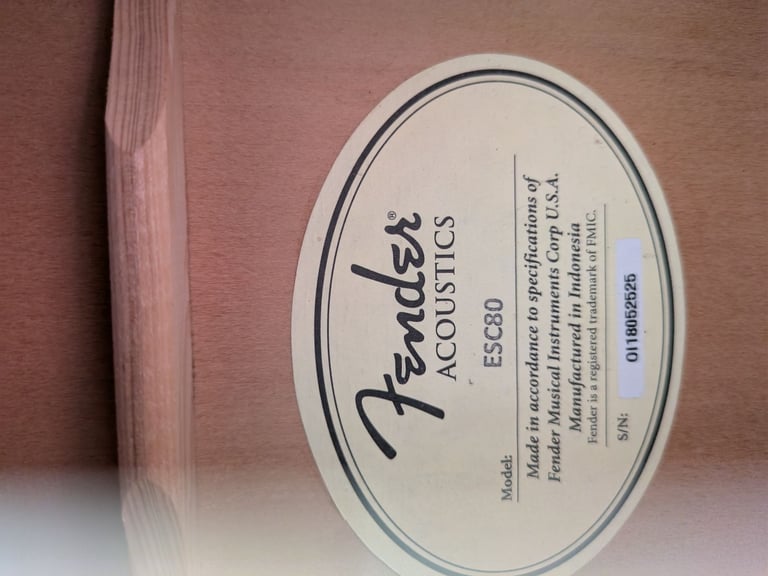 Fender®
ACOUSTICS
Model: ESC80
Made in accordance to specifications of
Fender Musical Instruments Corp U.S.A.
Manufactured in Indonesia
Fender is a registered trademark of FMIC.
S/N: OI18052525